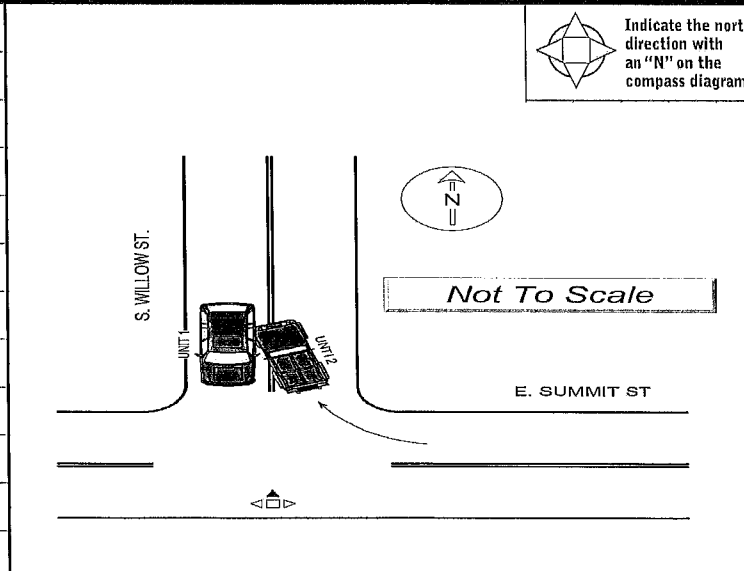 Indicate the nort
direction with
an "N" on the
compass diagram
N
S. WILLOW ST.
Not To Scale
UNIT 1
UNTI 2
E. SUMMIT ST